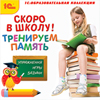 1С:ОБРАЗОВАТЕЛЬНАЯ КОЛЛЕКЦИЯ
СКОРО
В ШКОЛУ!
ТРЕНИРУЕМ
ПАМЯТЬ
УПРАЖНЕНИЯ
ИГРЫ
ЗАДАНИЯ